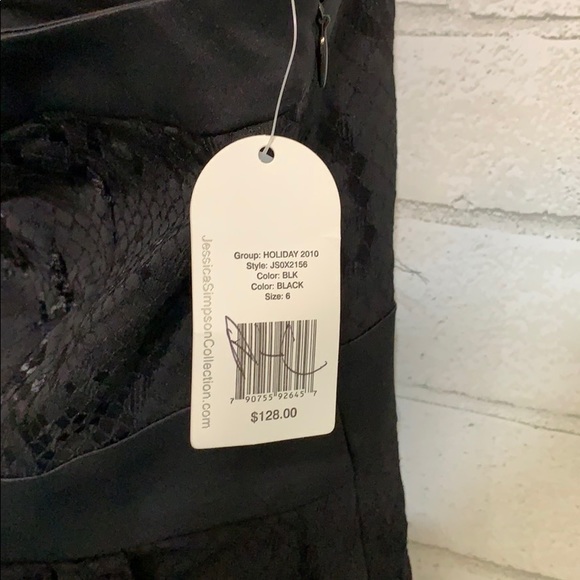 JessicaSimpsonCollection.com
Group: HOLIDAY 2010
Style: JS0X2156
Color: BLK
Color: BLACK
Size: 6
7 90755 92645 7
$128.00